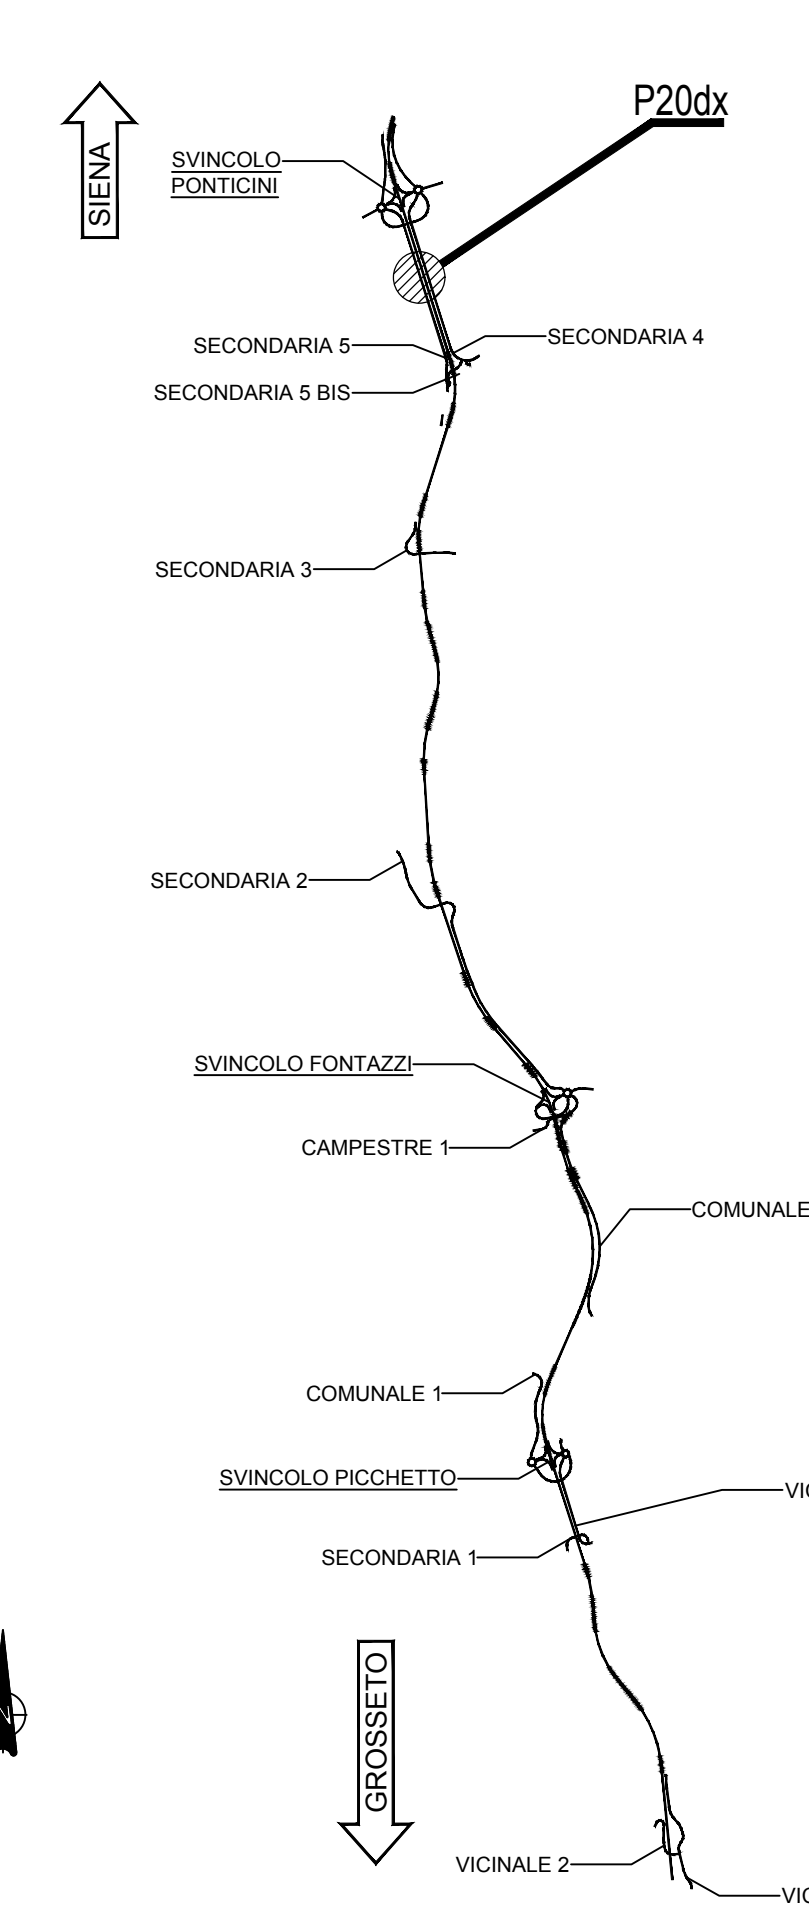 P20dx
SIENA
SVINCOLO
PONTICINI
SECONDARIA 5
SECONDARIA 4
SECONDARIA 5 BIS
SECONDARIA 3
SECONDARIA 2
SVINCOLO FONTAZZI
CAMPESTRE 1
COMUNALE
COMUNALE 1
SVINCOLO PICCHETTO
SECONDARIA 1
GROSSETO
VICINALE 2